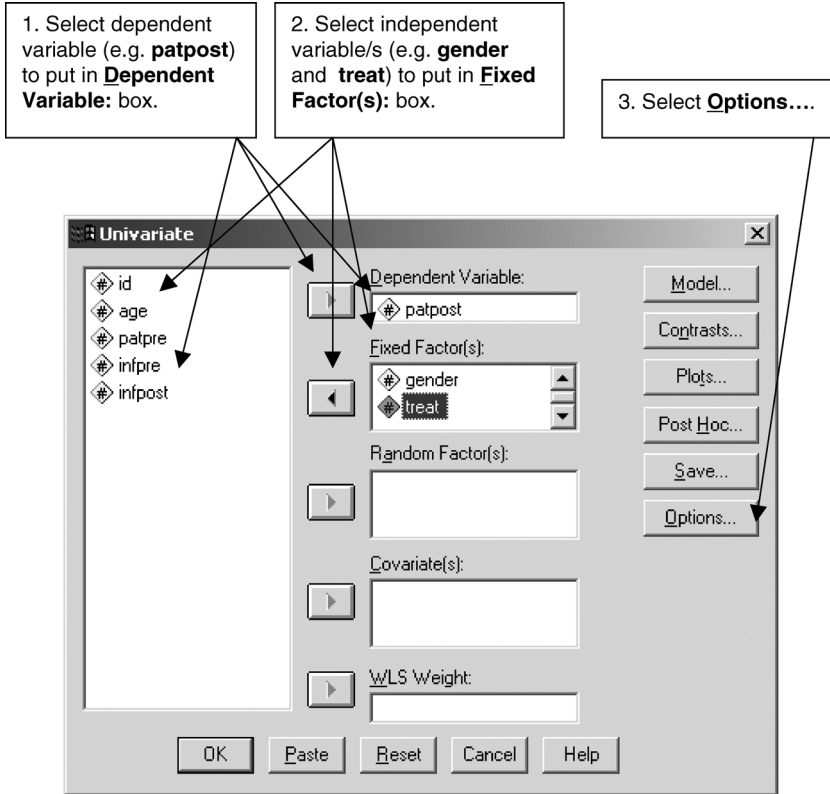 1. Select dependent
variable (e.g. patpost)
to put in Dependent
Variable: box.
2. Select independent
variable/s (e.g. gender
and treat) to put in Fixed
Factor(s): box.
3. Select Options….
Univariate
id
age
patpre
infpre
infpost
Dependent Variable:
patpost
Fixed Factor(s):
gender
treat
Random Factor(s):
Covariate(s):
WLS Weight:
Model...
Contrasts...
Plots...
Post Hoc...
Save...
Options...
OK
Paste
Reset
Cancel
Help